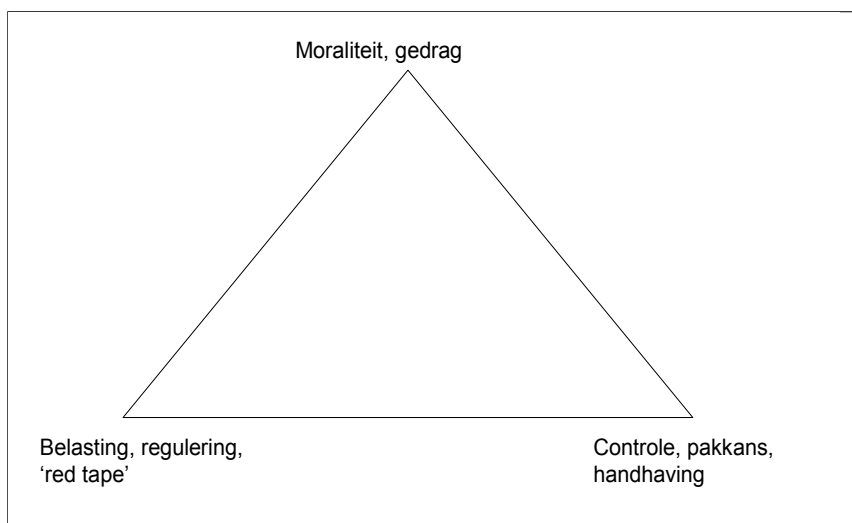 Moraliteit, gedrag
Belasting, regulering,
‘red tape’
Controle, pakkans,
handhaving